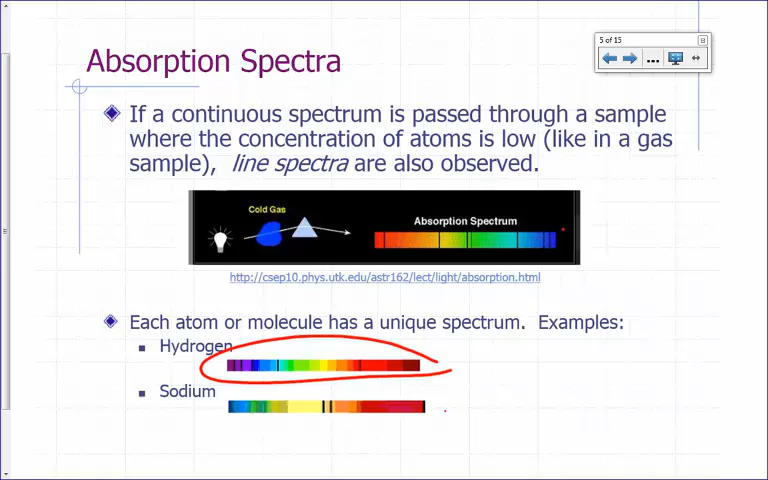 5 of 15
Absorption Spectra
If a continuous spectrum is passed through a sample
where the concentration of atoms is low (like in a gas
sample), line spectra are also observed.
Cold Gas
Absorption Spectrum
http://csep10.phys.utk.edu/astr162/lect/light/absorption.html
Each atom or molecule has a unique spectrum. Examples:
Hydrogen
Sodium